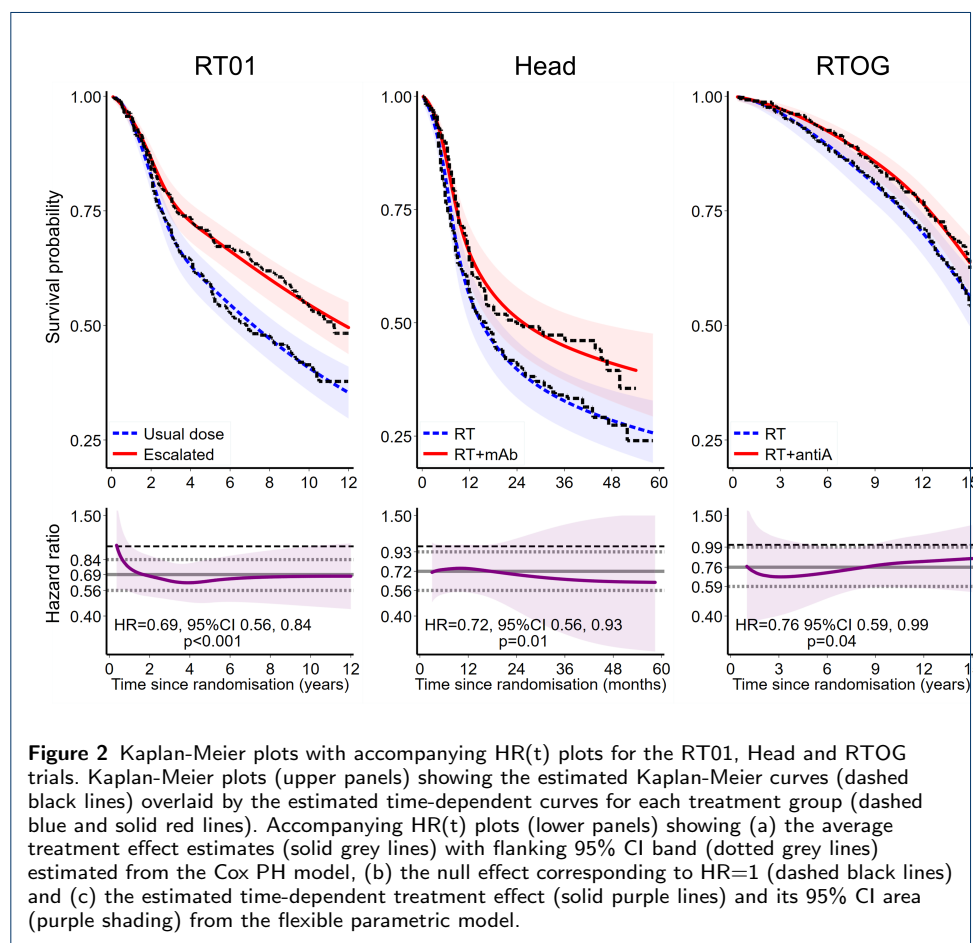 RT01
Head
RTOG
Survival probability
1.00
0.75
0.50
0.25
Usual dose
Escalated
0 2 4 6 8 10 12
1.00
0.75
0.50
0.25
RT
RT+mAb
0 12 24 36 48 60
1.00
0.75
0.50
0.25
RT
RT+antiA
0 3 6 9 12 15
Hazard ratio
1.50
0.84
0.69
0.56
0.40
HR=0.69, 95%CI 0.56, 0.84
p<0.001
0 2 4 6 8 10 12
Time since randomisation (years)
1.50
0.93
0.72
0.56
0.40
HR=0.72, 95%CI 0.56, 0.93
p=0.01
0 12 24 36 48 60
Time since randomisation (months)
1.50
0.99
0.76
0.59
0.40
HR=0.76 95%CI 0.59, 0.99
p=0.04
0 3 6 9 12 15
Time since randomisation (years)
Figure 2 Kaplan-Meier plots with accompanying HR(t) plots for the RT01, Head and RTOG
trials. Kaplan-Meier plots (upper panels) showing the estimated Kaplan-Meier curves (dashed
black lines) overlaid by the estimated time-dependent curves for each treatment group (dashed
blue and solid red lines). Accompanying HR(t) plots (lower panels) showing (a) the average
treatment effect estimates (solid grey lines) with flanking 95% CI band (dotted grey lines)
estimated from the Cox PH model, (b) the null effect corresponding to HR=1 (dashed black lines)
and (c) the estimated time-dependent treatment effect (solid purple lines) and its 95% CI area
(purple shading) from the flexible parametric model.